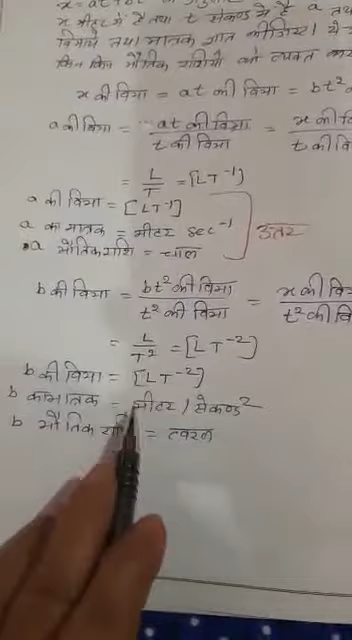 x मीटर में है तथा t सेकण्ड में है a तथ
विमाएँ तथा मात्रक ज्ञात कीजिए। ये
किन किन भौतिक राशियों को व्यक्त कर
x की विमा = at की विमा = bt²
a की विमा = at की विमा / t की विमा = x की विमा / t की वि
= L/T = [LT⁻¹]
a की विमा = [LT⁻¹]
a का मात्रक = मीटर sec⁻¹
a भौतिक राशि = चाल
उत्तर
b की विमा = bt² की विमा / t² की विमा = x की विमा / t² की वि
= L/T² = [LT⁻²]
b की विमा = [LT⁻²]
b का मात्रक = मीटर / सेकण्ड²
b भौतिक = त्वरन